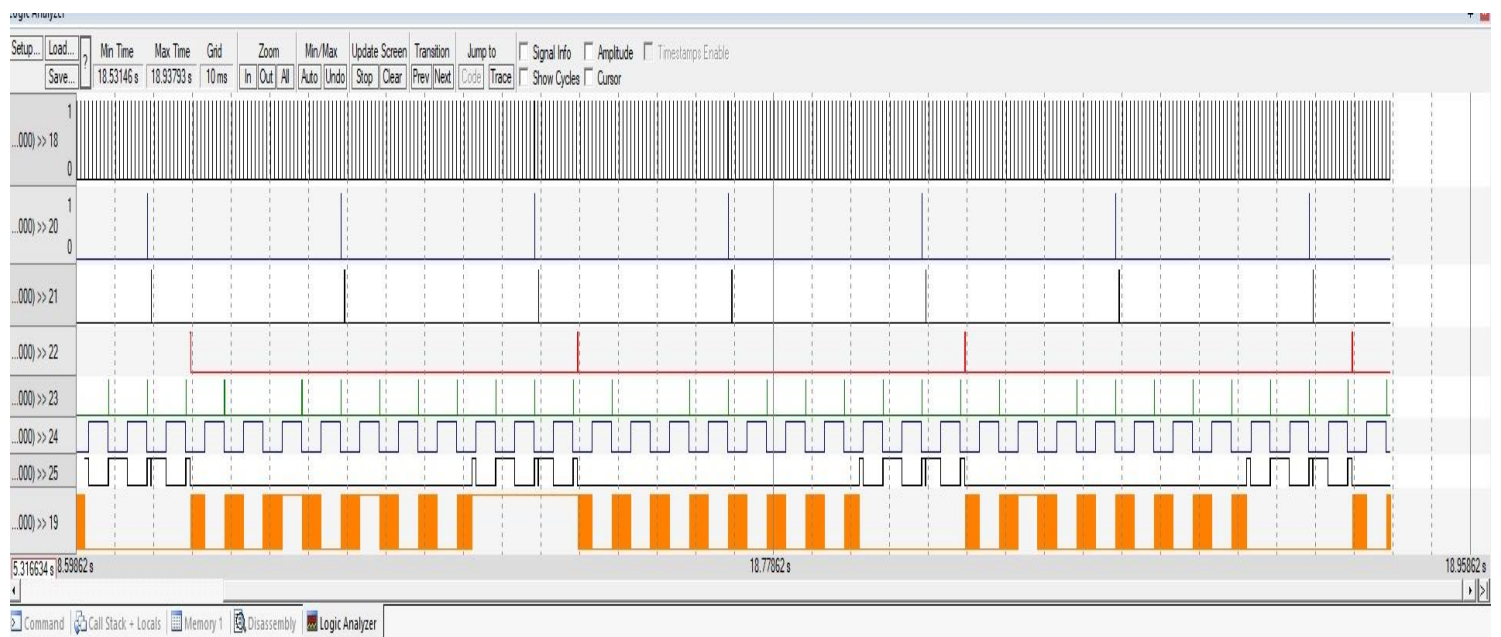 Logic Analyzer
Setup... Load... ? Min Time Max Time Grid Zoom Min/Max Update Screen Transition Jump to Signal Info Amplitude Timestamps Enable
Save... 18.53146 s 18.93793 s 10 ms In Out All Auto Undo Stop Clear Prev Next Code Trace Show Cycles Cursor
1
...000) >> 18
0
1
...000) >> 20
0
...000) >> 21
...000) >> 22
...000) >> 23
...000) >> 24
...000) >> 25
...000) >> 19
5.316634 s 8.59862 s 18.77862 s 18.95862 s
Command Call Stack + Locals Memory 1 Disassembly Logic Analyzer